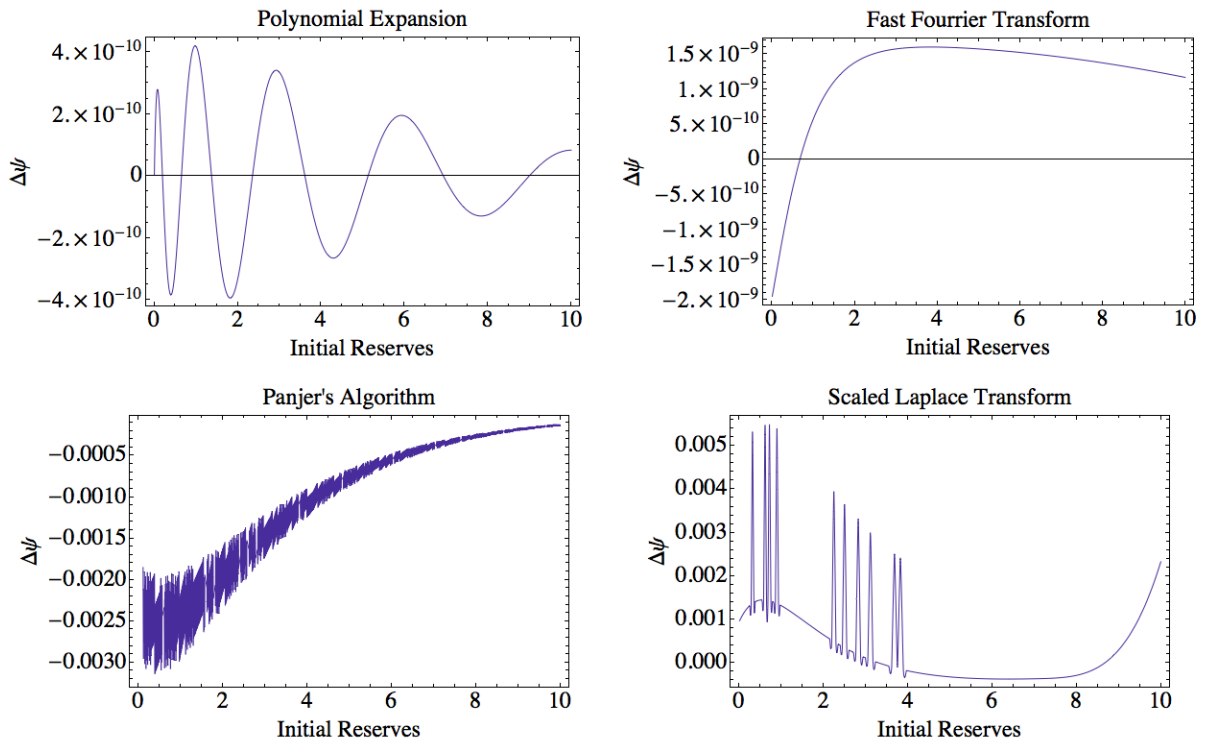 Polynomial Expansion
4.×10⁻¹⁰
2.×10⁻¹⁰
0
−2.×10⁻¹⁰
−4.×10⁻¹⁰
Δψ
0 2 4 6 8 10
Initial Reserves
Fast Fourrier Transform
1.5×10⁻⁹
1.×10⁻⁹
5.×10⁻¹⁰
0
−5.×10⁻¹⁰
−1.×10⁻⁹
−1.5×10⁻⁹
−2.×10⁻⁹
Δψ
0 2 4 6 8 10
Initial Reserves
Panjer's Algorithm
−0.0005
−0.0010
−0.0015
−0.0020
−0.0025
−0.0030
Δψ
0 2 4 6 8 10
Initial Reserves
Scaled Laplace Transform
0.005
0.004
0.003
0.002
0.001
0.000
Δψ
0 2 4 6 8 10
Initial Reserves